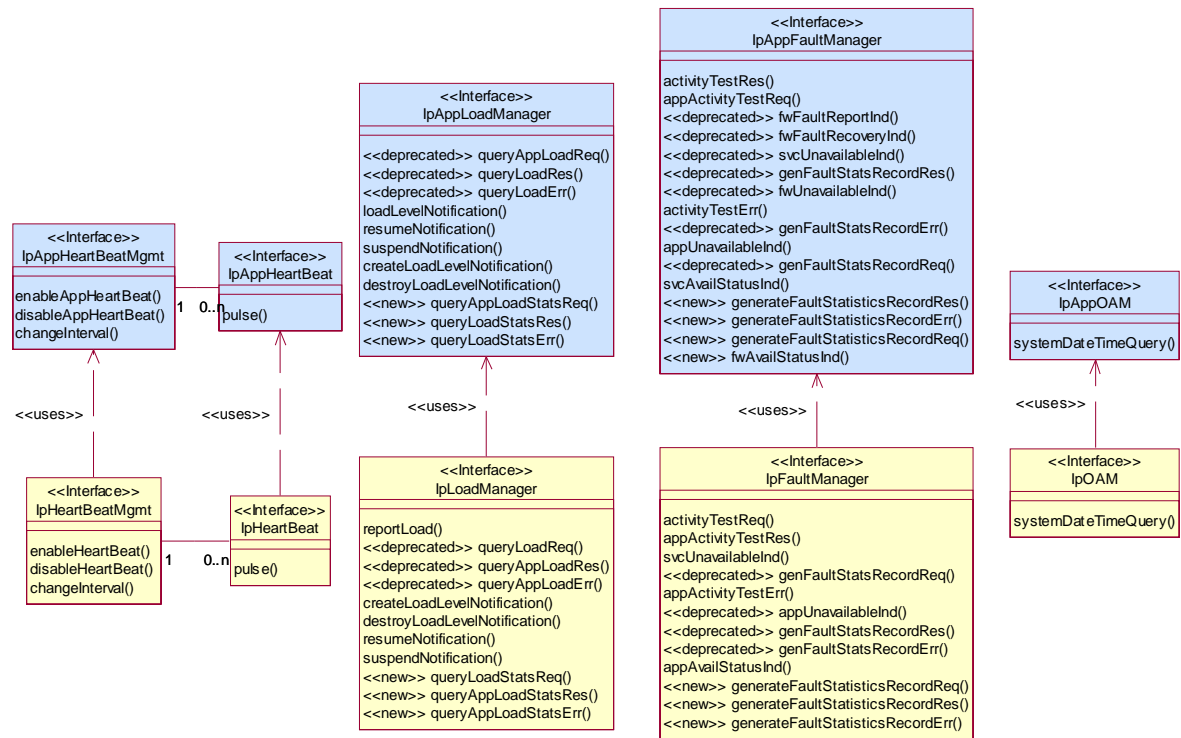 <<Interface>>
IpAppHeartBeatMgmt
enableAppHeartBeat()
disableAppHeartBeat()
changeInterval()
1
0..n
<<Interface>>
IpAppHeartBeat
pulse()
<<Interface>>
IpAppLoadManager
<<deprecated>> queryAppLoadReq()
<<deprecated>> queryLoadRes()
<<deprecated>> queryLoadErr()
loadLevelNotification()
resumeNotification()
suspendNotification()
createLoadLevelNotification()
destroyLoadLevelNotification()
<<new>> queryAppLoadStatsReq()
<<new>> queryLoadStatsRes()
<<new>> queryLoadStatsErr()
<<Interface>>
IpAppFaultManager
activityTestRes()
appActivityTestReq()
<<deprecated>> fwFaultReportInd()
<<deprecated>> fwFaultRecoveryInd()
<<deprecated>> svcUnavailableInd()
<<deprecated>> genFaultStatsRecordRes()
<<deprecated>> fwUnavailableInd()
activityTestErr()
<<deprecated>> genFaultStatsRecordErr()
appUnavailableInd()
<<deprecated>> genFaultStatsRecordReq()
svcAvailStatusInd()
<<new>> generateFaultStatisticsRecordRes()
<<new>> generateFaultStatisticsRecordErr()
<<new>> generateFaultStatisticsRecordReq()
<<new>> fwAvailStatusInd()
<<Interface>>
IpAppOAM
systemDateTimeQuery()
<<uses>>
<<uses>>
<<uses>>
<<uses>>
<<uses>>
<<Interface>>
IpHeartBeatMgmt
enableHeartBeat()
disableHeartBeat()
changeInterval()
1
0..n
<<Interface>>
IpHeartBeat
pulse()
<<Interface>>
IpLoadManager
reportLoad()
<<deprecated>> queryLoadReq()
<<deprecated>> queryAppLoadRes()
<<deprecated>> queryAppLoadErr()
createLoadLevelNotification()
destroyLoadLevelNotification()
resumeNotification()
suspendNotification()
<<new>> queryLoadStatsReq()
<<new>> queryAppLoadStatsRes()
<<new>> queryAppLoadStatsErr()
<<Interface>>
IpFaultManager
activityTestReq()
appActivityTestRes()
svcUnavailableInd()
<<deprecated>> genFaultStatsRecordReq()
appActivityTestErr()
<<deprecated>> appUnavailableInd()
<<deprecated>> genFaultStatsRecordRes()
<<deprecated>> genFaultStatsRecordErr()
appAvailStatusInd()
<<new>> generateFaultStatisticsRecordReq()
<<new>> generateFaultStatisticsRecordRes()
<<new>> generateFaultStatisticsRecordErr()
<<Interface>>
IpOAM
systemDateTimeQuery()